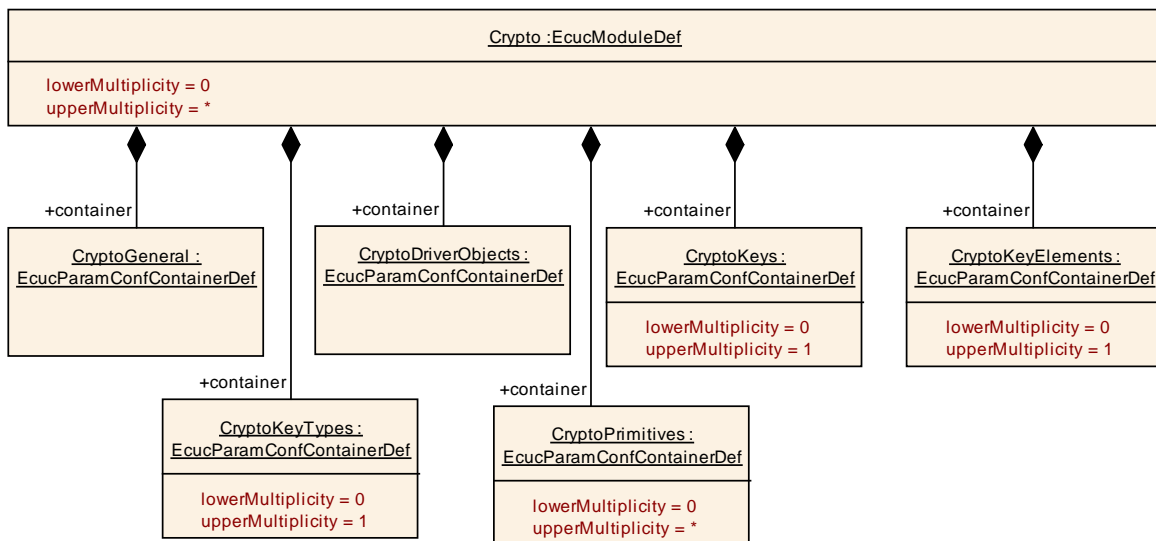 Crypto :EcucModuleDef
lowerMultiplicity = 0
upperMultiplicity = *
+container
CryptoGeneral :
EcucParamConfContainerDef
+container
CryptoDriverObjects :
EcucParamConfContainerDef
+container
CryptoKeys :
EcucParamConfContainerDef
lowerMultiplicity = 0
upperMultiplicity = 1
+container
CryptoKeyElements :
EcucParamConfContainerDef
lowerMultiplicity = 0
upperMultiplicity = 1
+container
CryptoKeyTypes :
EcucParamConfContainerDef
lowerMultiplicity = 0
upperMultiplicity = 1
+container
CryptoPrimitives :
EcucParamConfContainerDef
lowerMultiplicity = 0
upperMultiplicity = *